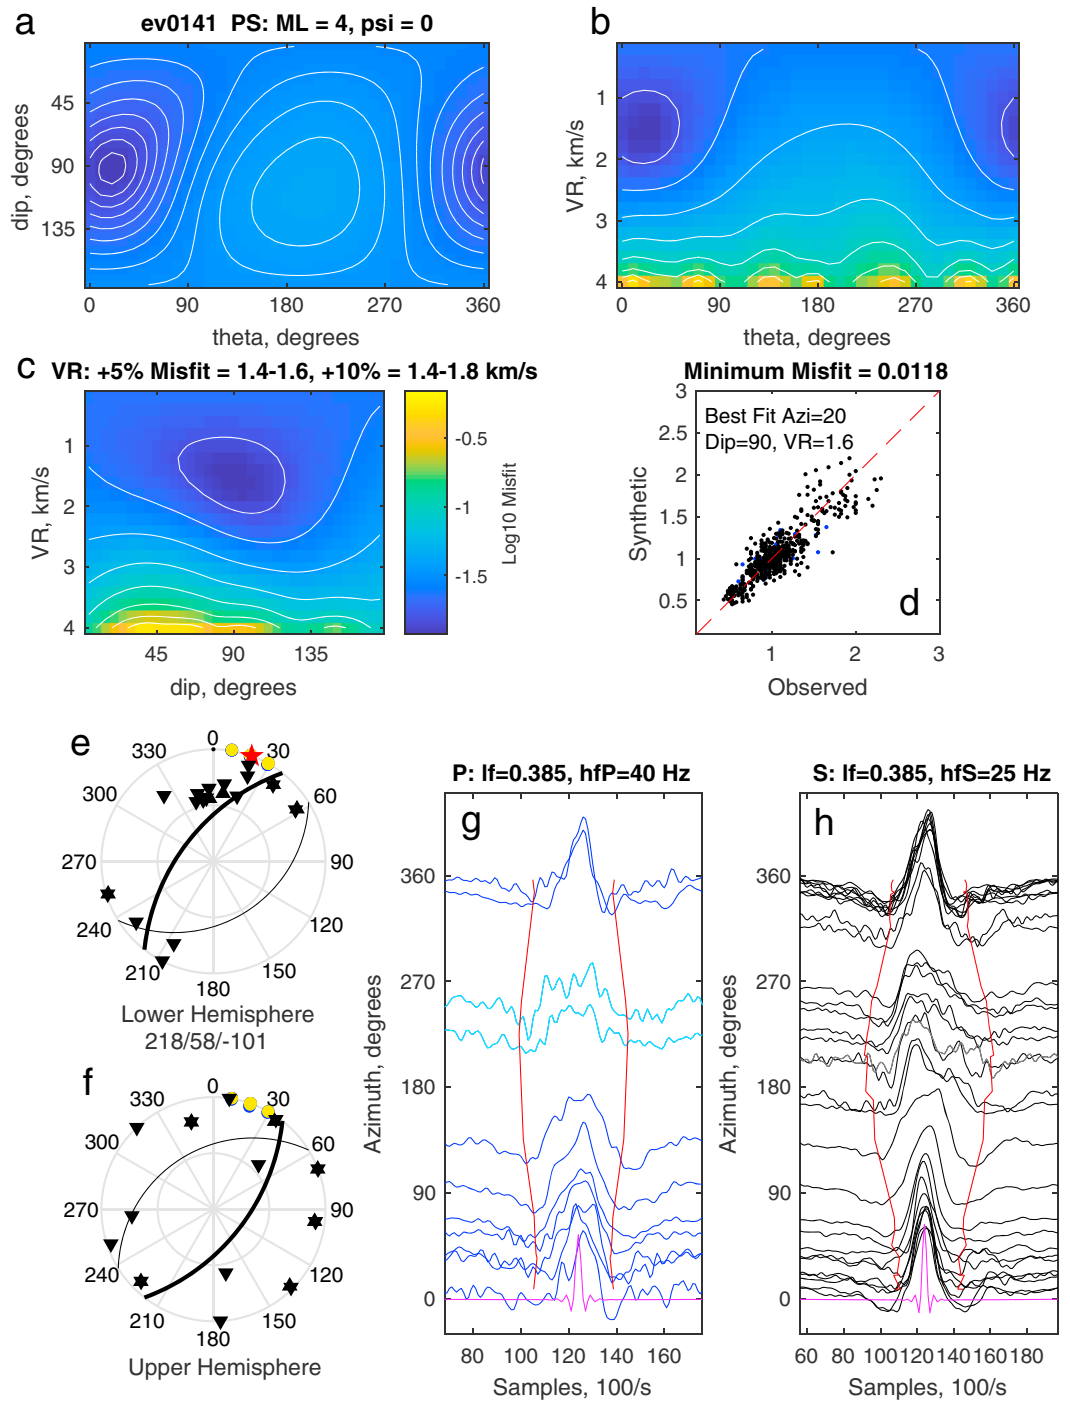 a
ev0141 PS: ML = 4, psi = 0
dip, degrees
45
90
135
0
90
180
270
360
theta, degrees
b
VR, km/s
1
2
3
4
0
90
180
270
360
theta, degrees
c
VR: +5% Misfit = 1.4-1.6, +10% = 1.4-1.8 km/s
VR, km/s
1
2
3
4
45
90
135
dip, degrees
-0.5
-1
-1.5
Log10 Misfit
Minimum Misfit = 0.0118
Best Fit Azi=20
Dip=90, VR=1.6
Synthetic
3
2.5
2
1.5
1
0.5
d
1
2
3
Observed
e
0
30
60
90
120
150
180
210
240
270
300
330
Lower Hemisphere
218/58/-101
f
0
30
60
90
120
150
180
210
240
270
300
330
Upper Hemisphere
P: lf=0.385, hfP=40 Hz
g
Azimuth, degrees
360
270
180
90
0
80
100
120
140
160
Samples, 100/s
S: lf=0.385, hfS=25 Hz
h
Azimuth, degrees
360
270
180
90
0
60
80
100
120
140
160
180
Samples, 100/s